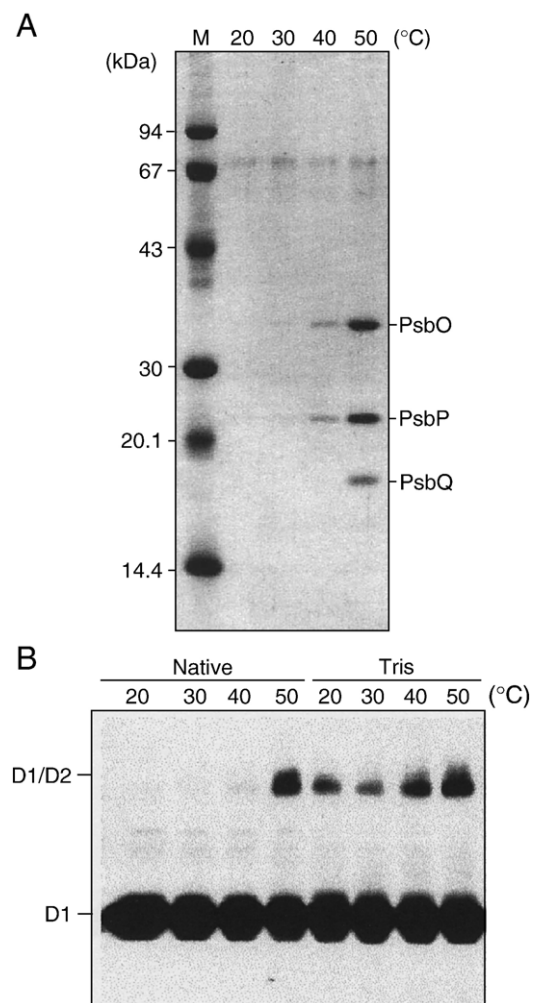 A
M 20 30 40 50 (°C)
(kDa)
94
67
43
PsbO
30
PsbP
20.1
PsbQ
14.4
B
Native Tris
20 30 40 50 20 30 40 50 (°C)
D1/D2
D1